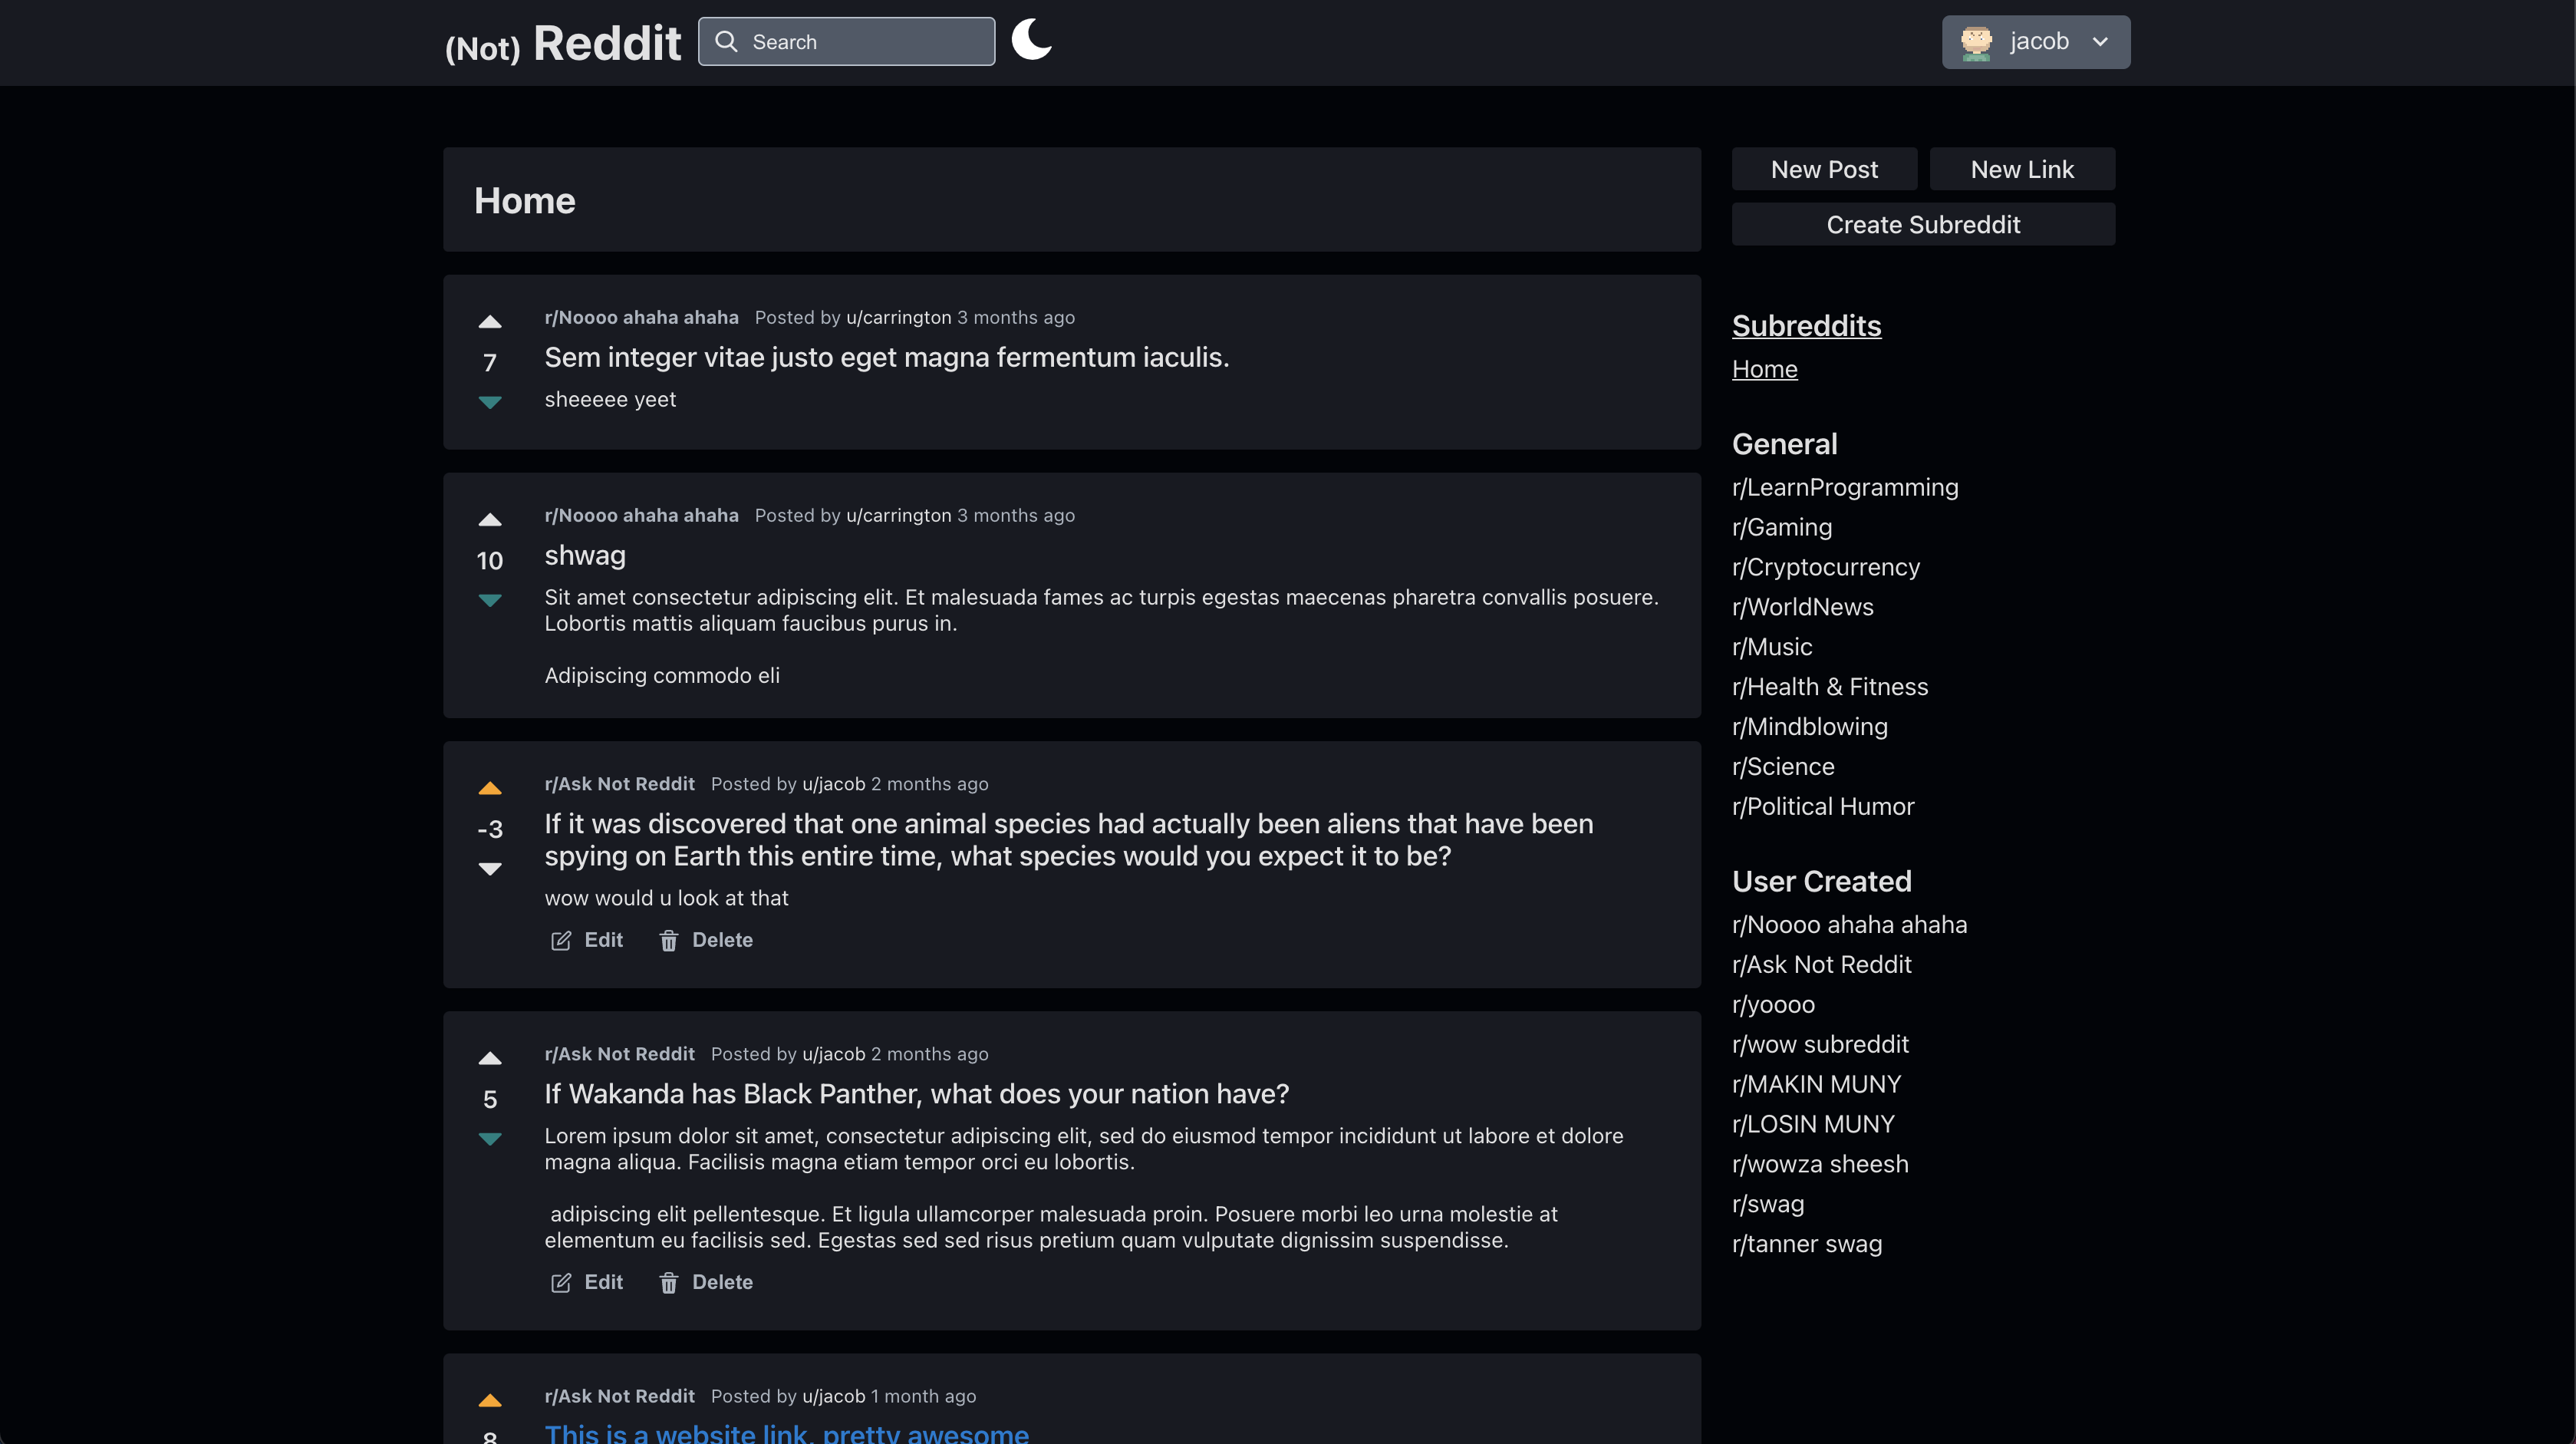 (Not) Reddit
Search
jacob
Home
r/Noooo ahaha ahaha Posted by u/carrington 3 months ago
7
Sem integer vitae justo eget magna fermentum iaculis.
sheeeee yeet
r/Noooo ahaha ahaha Posted by u/carrington 3 months ago
10
shwag
Sit amet consectetur adipiscing elit. Et malesuada fames ac turpis egestas maecenas pharetra convallis posuere.
Lobortis mattis aliquam faucibus purus in.
Adipiscing commodo eli
r/Ask Not Reddit Posted by u/jacob 2 months ago
-3
If it was discovered that one animal species had actually been aliens that have been
spying on Earth this entire time, what species would you expect it to be?
wow would u look at that
Edit Delete
r/Ask Not Reddit Posted by u/jacob 2 months ago
5
If Wakanda has Black Panther, what does your nation have?
Lorem ipsum dolor sit amet, consectetur adipiscing elit, sed do eiusmod tempor incididunt ut labore et dolore
magna aliqua. Facilisis magna etiam tempor orci eu lobortis.
adipiscing elit pellentesque. Et ligula ullamcorper malesuada proin. Posuere morbi leo urna molestie at
elementum eu facilisis sed. Egestas sed sed risus pretium quam vulputate dignissim suspendisse.
Edit Delete
r/Ask Not Reddit Posted by u/jacob 1 month ago
8
This is a website link, pretty awesome
New Post New Link
Create Subreddit
Subreddits
Home
General
r/LearnProgramming
r/Gaming
r/Cryptocurrency
r/WorldNews
r/Music
r/Health & Fitness
r/Mindblowing
r/Science
r/Political Humor
User Created
r/Noooo ahaha ahaha
r/Ask Not Reddit
r/yoooo
r/wow subreddit
r/MAKIN MUNY
r/LOSIN MUNY
r/wowza sheesh
r/swag
r/tanner swag